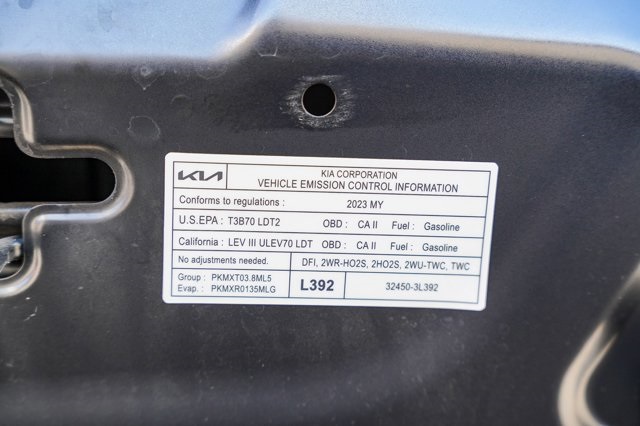 KIA
KIA CORPORATION
VEHICLE EMISSION CONTROL INFORMATION
Conforms to regulations : 2023 MY
U.S.EPA : T3B70 LDT2 OBD : CA II Fuel : Gasoline
California : LEV III ULEV70 LDT OBD : CA II Fuel : Gasoline
No adjustments needed. DFI, 2WR-HO2S, 2HO2S, 2WU-TWC, TWC
Group : PKMXT03.8ML5
Evap. : PKMXR0135MLG
L392
32450-3L392